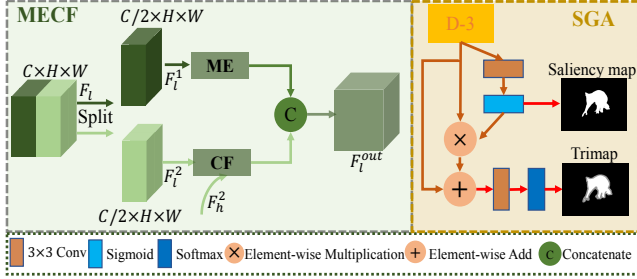 MECF
C/2×H×W
C×H×W
F_l
Split
F_l^1
ME
C
F_l^out
F_l^2
CF
F_h^2
C/2×H×W
SGA
D-3
Saliency map
×
Trimap
+
3×3 Conv
Sigmoid
Softmax
× Element-wise Multiplication
+ Element-wise Add
C Concatenate